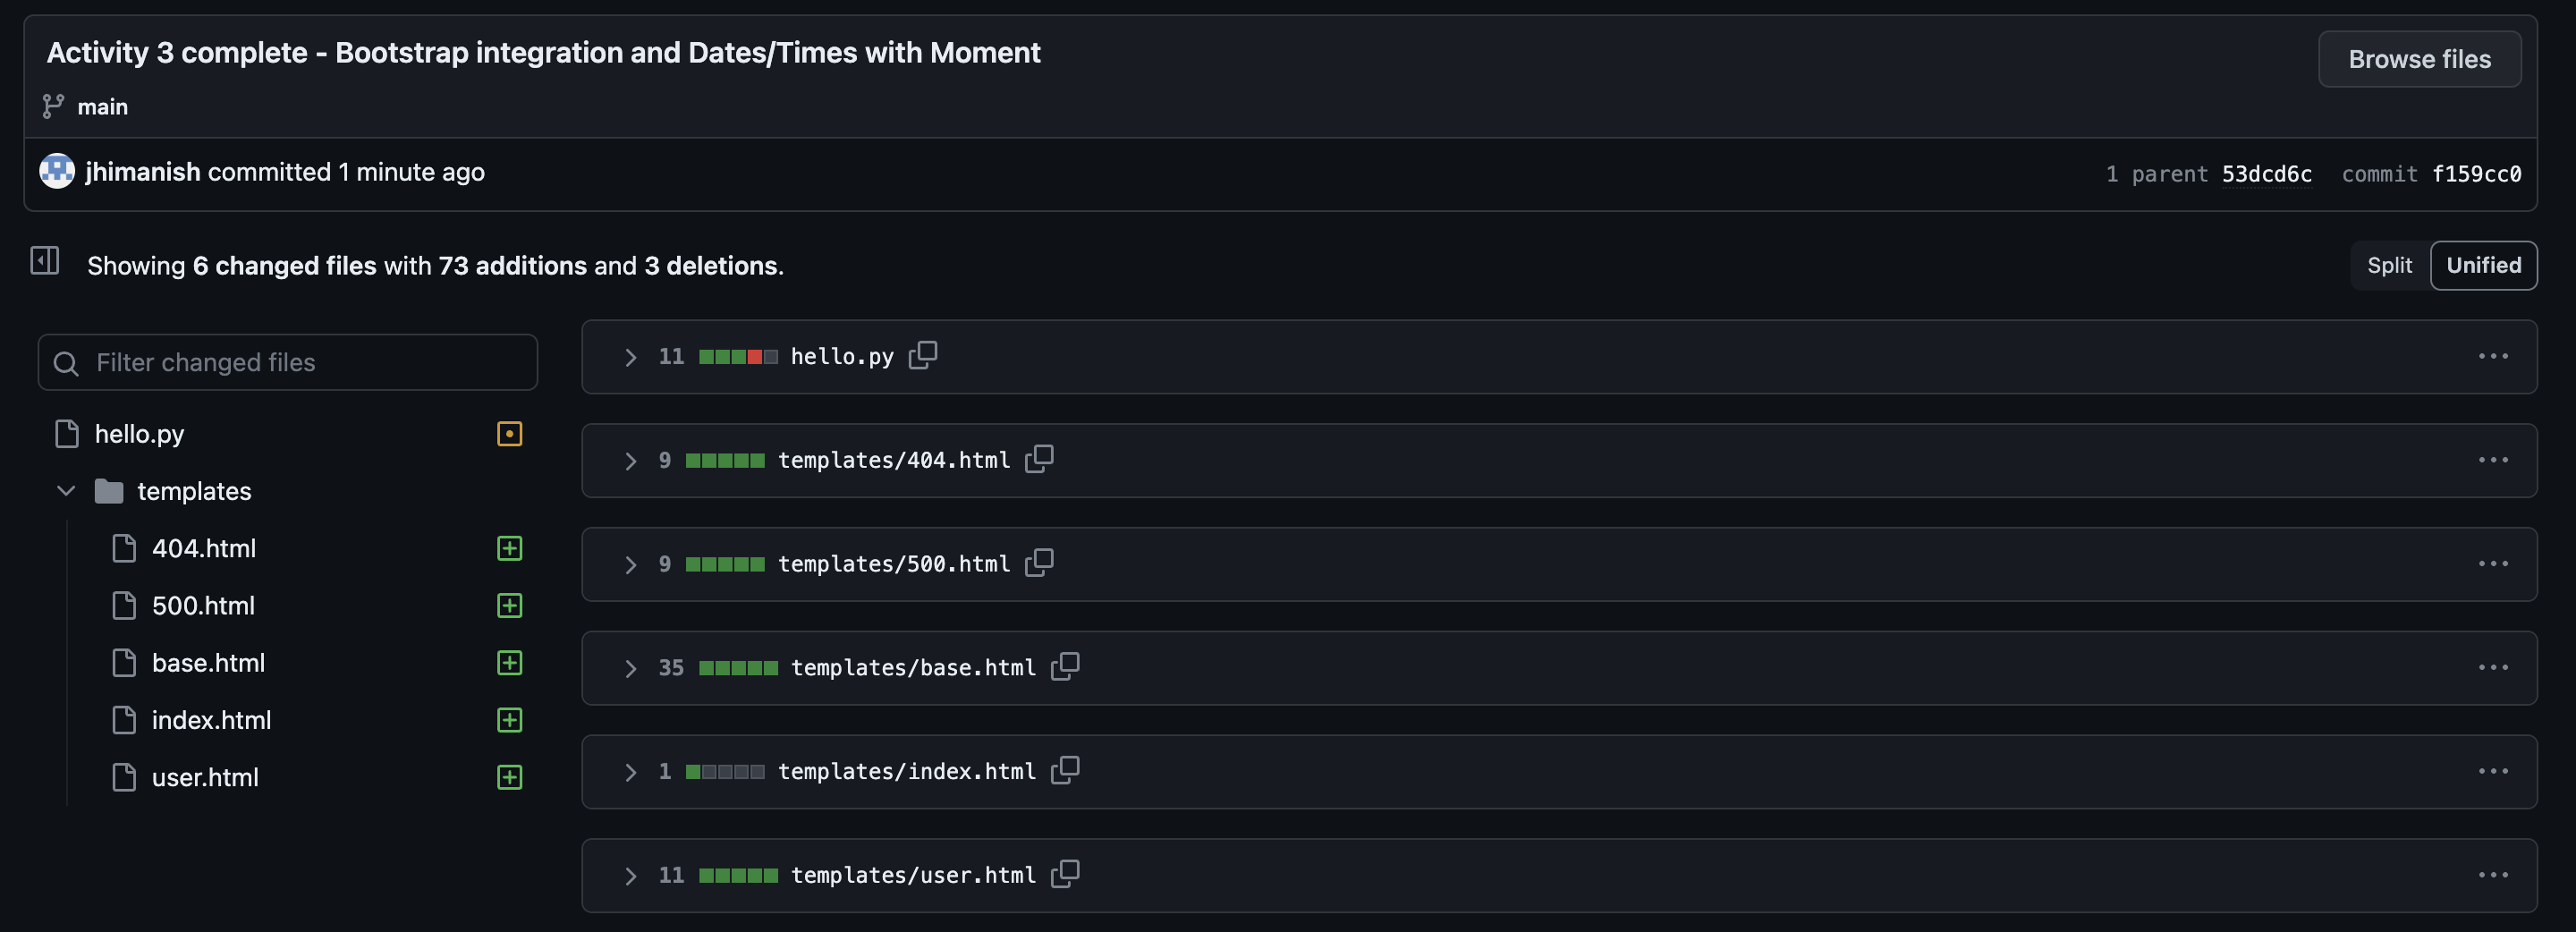 Activity 3 complete - Bootstrap integration and Dates/Times with Moment
Browse files
main
jhimanish committed 1 minute ago
1 parent 53dcd6c commit f159cc0
Showing 6 changed files with 73 additions and 3 deletions.
Split Unified
Filter changed files
hello.py
templates
404.html
500.html
base.html
index.html
user.html
11 hello.py
9 templates/404.html
9 templates/500.html
35 templates/base.html
1 templates/index.html
11 templates/user.html